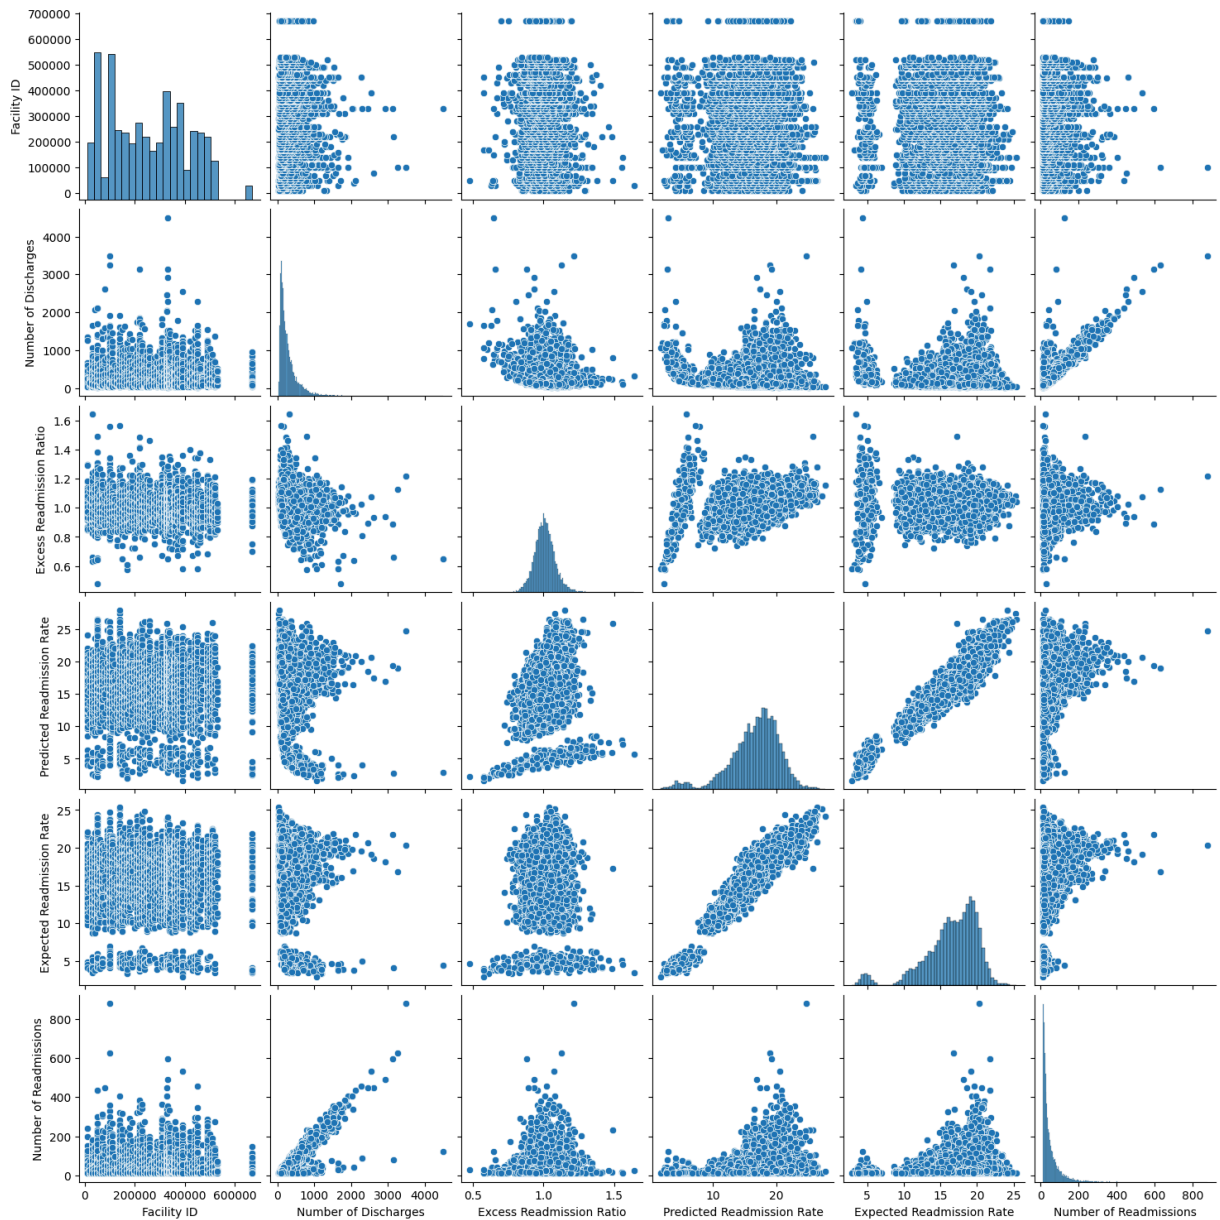 700000
600000
500000
400000
300000
200000
100000
0
Facility ID
4000
3000
2000
1000
0
Number of Discharges
1.6
1.4
1.2
1.0
0.8
0.6
Excess Readmission Ratio
25
20
15
10
5
Predicted Readmission Rate
25
20
15
10
5
Expected Readmission Rate
800
600
400
200
0
Number of Readmissions
0 200000 400000 600000
Facility ID
0 1000 2000 3000 4000
Number of Discharges
0.5 1.0 1.5
Excess Readmission Ratio
10 20
Predicted Readmission Rate
5 10 15 20 25
Expected Readmission Rate
0 200 400 600 800
Number of Readmissions